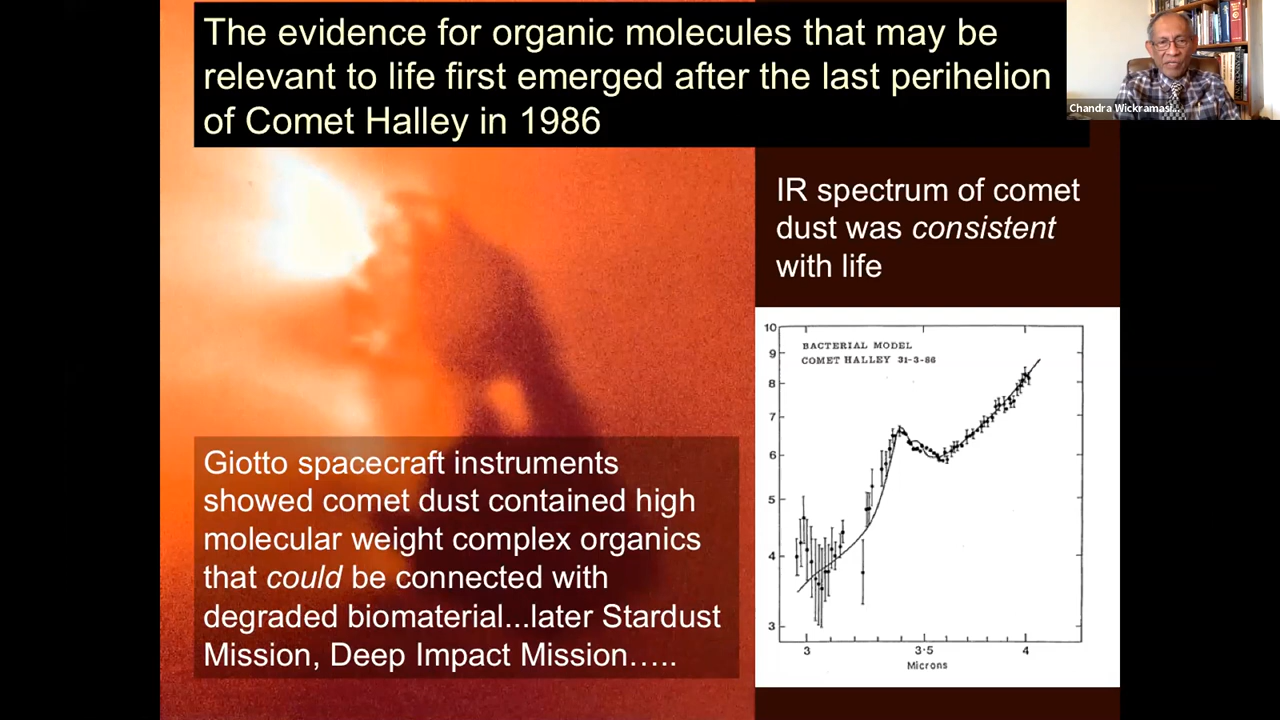 The evidence for organic molecules that may be
relevant to life first emerged after the last perihelion
of Comet Halley in 1986
Chandra Wickramasi...
IR spectrum of comet
dust was consistent
with life
Giotto spacecraft instruments
showed comet dust contained high
molecular weight complex organics
that could be connected with
degraded biomaterial...later Stardust
Mission, Deep Impact Mission…..
BACTERIAL MODEL
COMET HALLEY 31-3-86
10
9
8
7
6
5
4
3
3 3·5 4
Microns